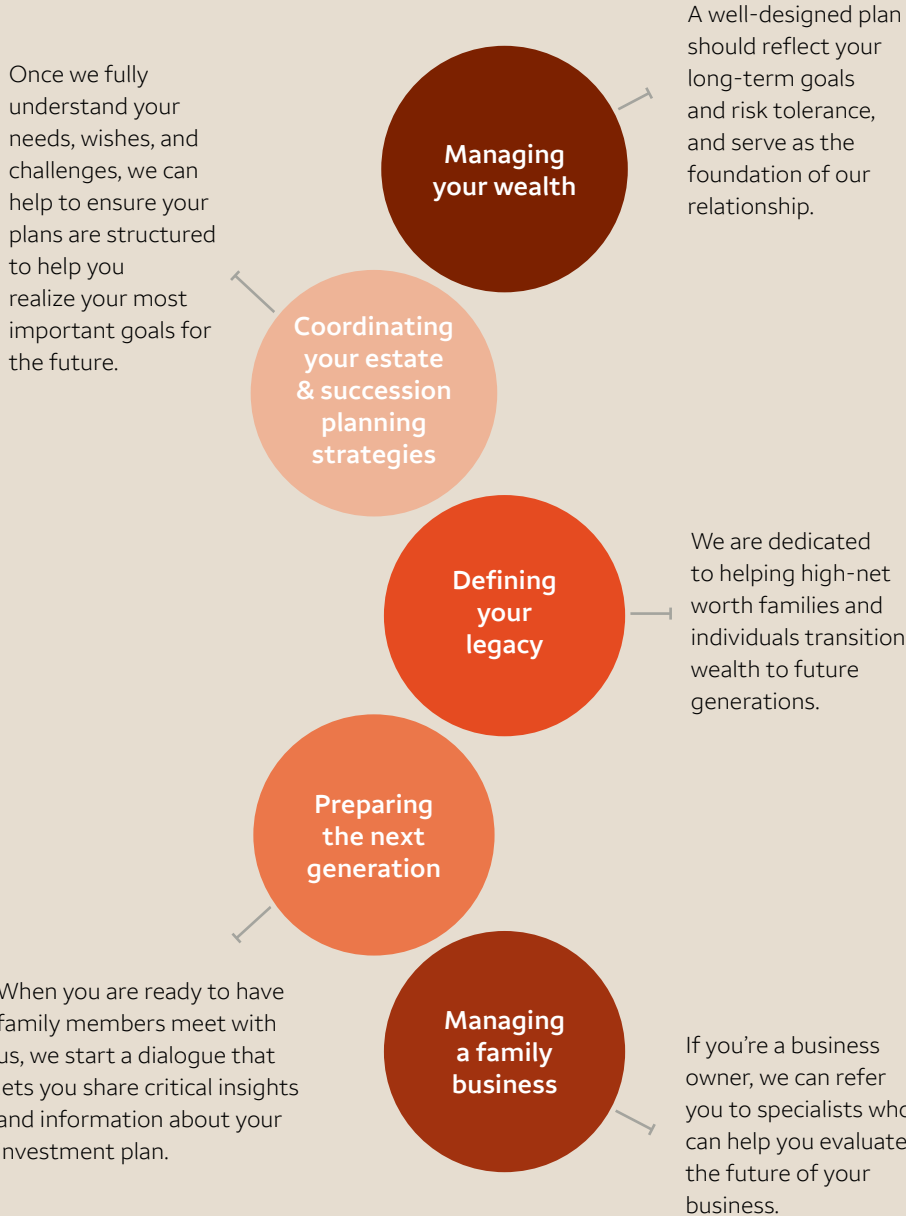 A well-designed plan
should reflect your
long-term goals
and risk tolerance,
and serve as the
foundation of our
relationship.
Managing
your wealth
Once we fully
understand your
needs, wishes, and
challenges, we can
help to ensure your
plans are structured
to help you
realize your most
important goals for
the future.
Coordinating
your estate
& succession
planning
strategies
Defining
your
legacy
We are dedicated
to helping high-net
worth families and
individuals transition
wealth to future
generations.
Preparing
the next
generation
When you are ready to have
family members meet with
us, we start a dialogue that
ets you share critical insights
and information about your
nvestment plan.
Managing
a family
business
If you’re a business
owner, we can refer
you to specialists who
can help you evaluate
the future of your
business.